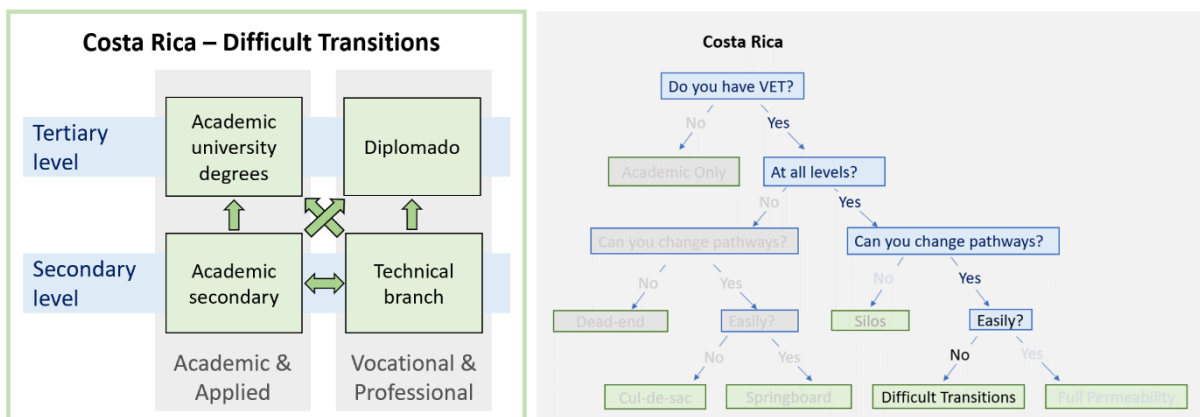 Costa Rica – Difficult Transitions
Tertiary
level
Academic
university
degrees
Diplomado
Secondary
level
Academic
secondary
Technical
branch
Academic &
Applied
Vocational &
Professional
Costa Rica
Do you have VET?
No
Yes
Academic Only
At all levels?
No
Yes
Can you change pathways?
Can you change pathways?
No
Yes
No
Yes
Dead-end
Easily?
Silos
Easily?
No
Yes
No
Yes
Cul-de-sac
Springboard
Difficult Transitions
Full Permeability